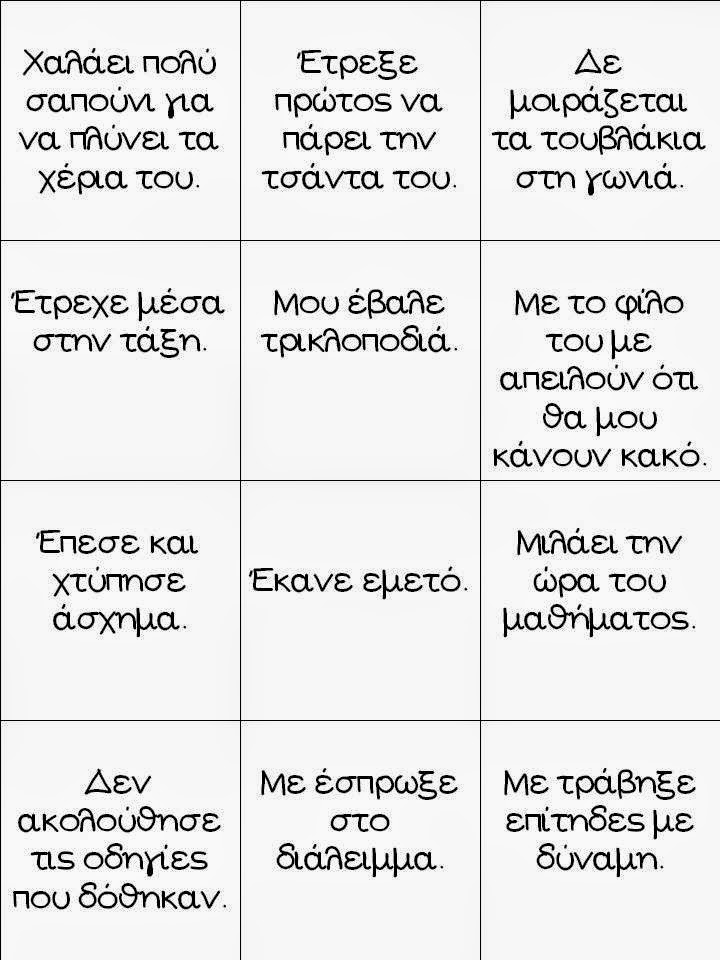 Χαλάει πολύ
σαπούνι για
να πλύνει τα
χέρια του.
Έτρεξε
πρώτος να
πάρει την
τσάντα του.
Δε
μοιράζεται
τα τουβλάκια
στη γωνιά.
Έτρεχε μέσα
στην τάξη.
Μου έβαλε
τρικλοποδιά.
Με το φίλο
του με
απειλούν ότι
θα μου
κάνουν κακό.
Έπεσε και
χτύπησε
άσχημα.
Έκανε εμετό.
Μιλάει την
ώρα του
μαθήματος.
Δεν
ακολούθησε
τις οδηγίες
που δόθηκαν.
Με έσπρωξε
στο
διάλειμμα.
Με τράβηξε
επίτηδες με
δύναμη.